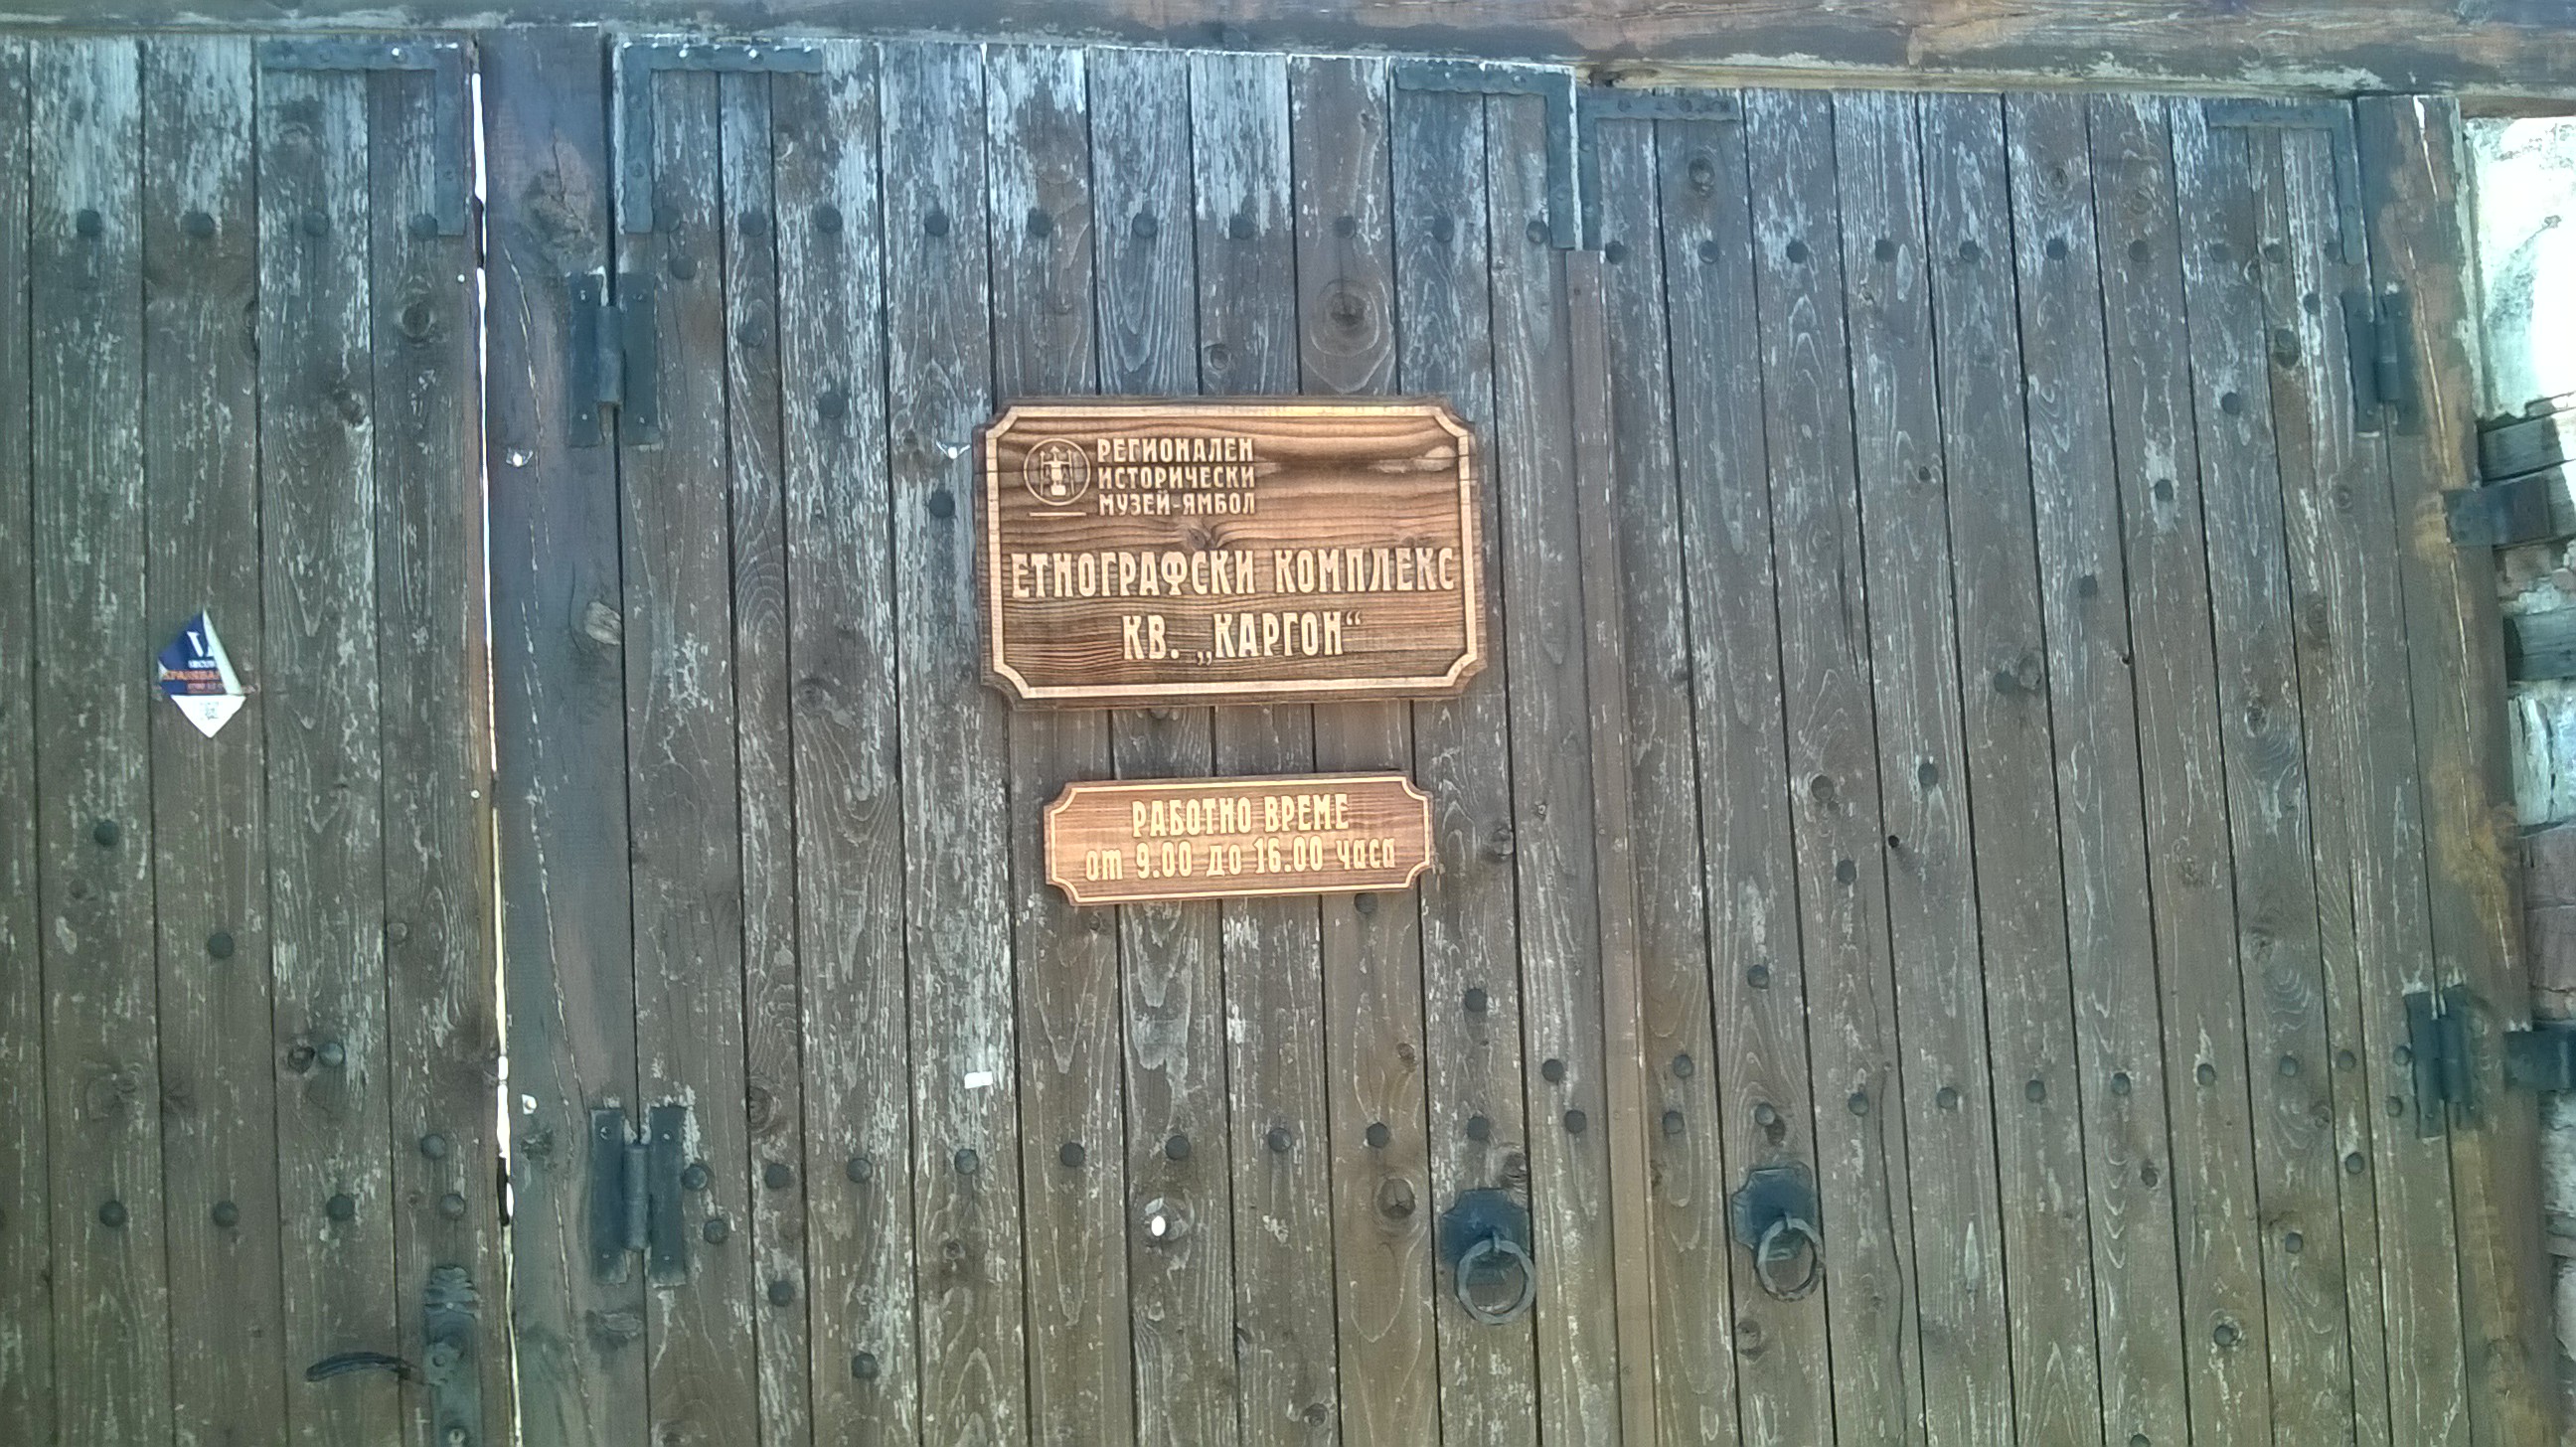 РЕГИОНАЛЕН
ИСТОРИЧЕСКИ
МУЗЕЙ-ЯМБОЛ
ЕТНОГРАФСКИ КОМПЛЕКС
КВ. „КАРГОН“
РАБОТНО ВРЕМЕ
от 9.00 до 16.00 часа